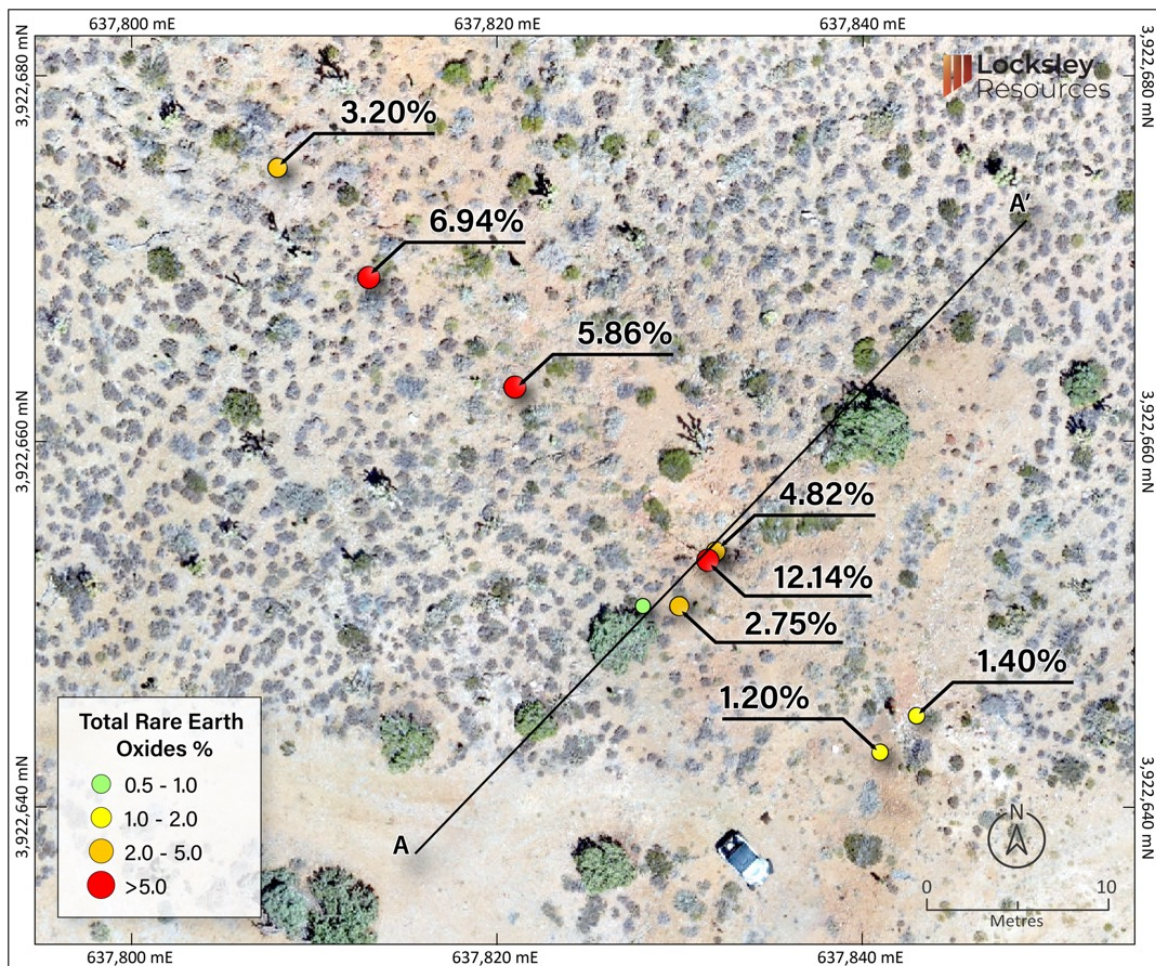 637,800 mE
637,820 mE
637,840 mE
3,922,680 mN
3,922,680 mN
Locksley
Resources
3.20%
6.94%
A'
5.86%
3,922,660 mN
3,922,660 mN
4.82%
12.14%
2.75%
1.40%
1.20%
Total Rare Earth
Oxides %
0.5 - 1.0
1.0 - 2.0
2.0 - 5.0
>5.0
3,922,640 mN
3,922,640 mN
A
N
0
10
Metres
637,800 mE
637,820 mE
637,840 mE